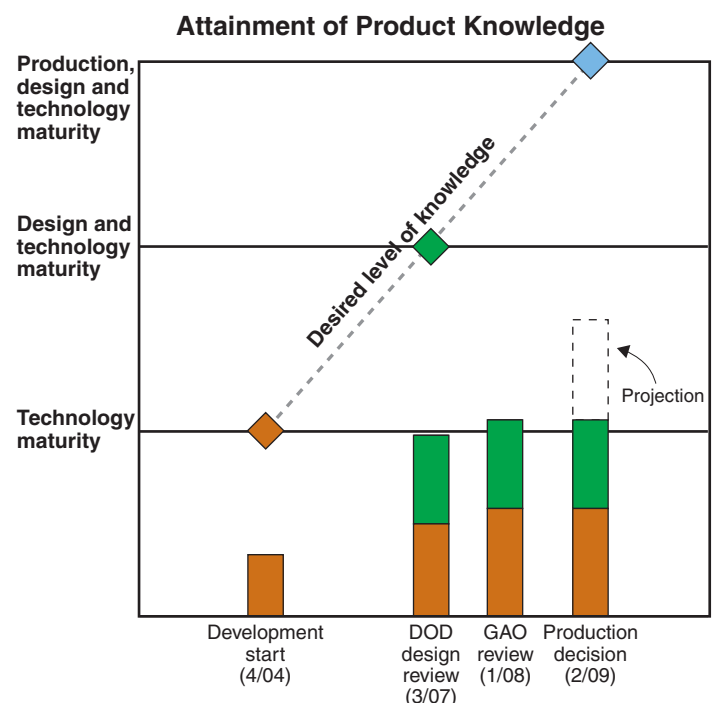 Attainment of Product Knowledge
Production,
design and
technology
maturity
Design and
technology
maturity
Technology
maturity
Desired level of knowledge
Projection
Development
start
(4/04)
DOD
design
review
(3/07)
GAO
review
(1/08)
Production
decision
(2/09)